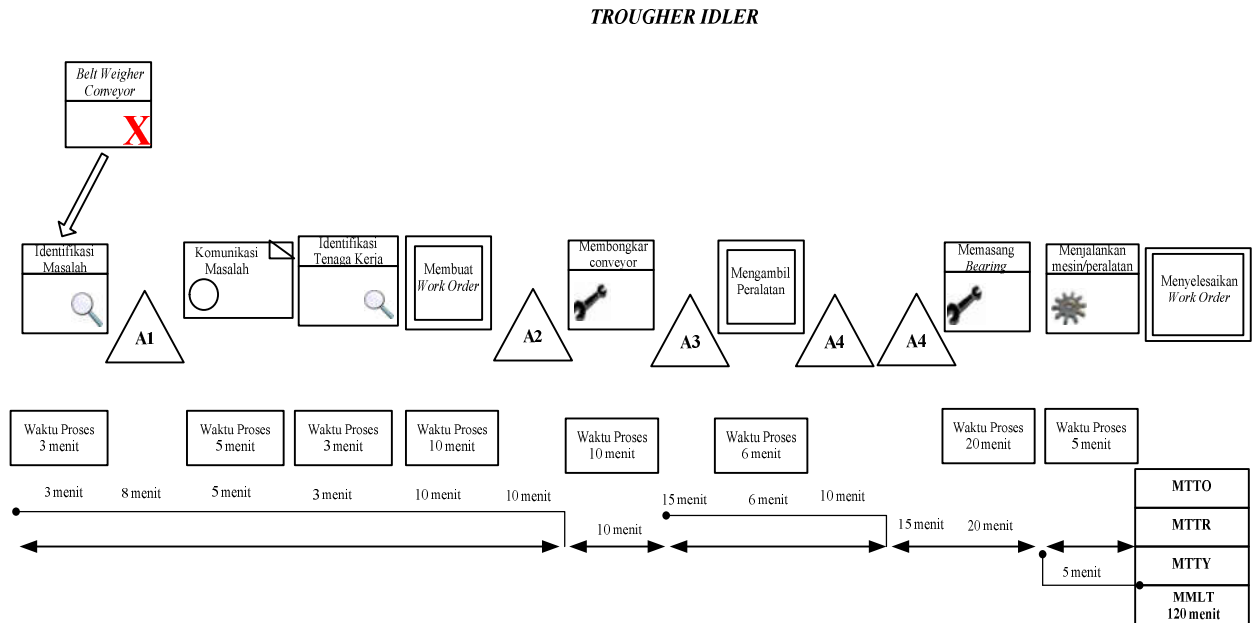 TROUGHER IDLER
Belt Weigher
Conveyor
X
Identifikasi
Masalah
A1
Komunikasi
Masalah
Identifikasi
Tenaga Kerja
Membuat
Work Order
A2
Membongkar
conveyor
A3
Mengambil
Peralatan
A4
A4
Memasang
Bearing
Menjalankan
mesin/peralatan
Menyelesaikan
Work Order
Waktu Proses
3 menit
Waktu Proses
5 menit
Waktu Proses
3 menit
Waktu Proses
10 menit
Waktu Proses
10 menit
Waktu Proses
6 menit
Waktu Proses
20 menit
Waktu Proses
5 menit
3 menit
8 menit
5 menit
3 menit
10 menit
10 menit
10 menit
15 menit
6 menit
10 menit
15 menit
20 menit
5 menit
MTTO
MTTR
MTTY
MMLT
120 menit